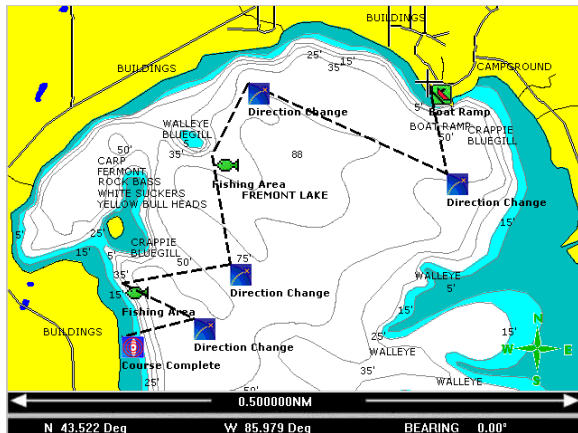 BUILDINGS
25'
35'
15'
BUILDINGS
CAMPGROUND
Direction Change
5'
Boat Ramp
WALLEYE
BLUEGILL
5
BOAT RAMP
50'
CRAPPIE
BLUEGILL
50'
35'
88
CARP
FERMONT
ROCK BASS
WHITE SUCKERS
YELLOW BULL HEADS
Fishing Area
FREMONT LAKE
Direction Change
15'
25'
15'
5'
CRAPPIE
BLUEGILL
50'
75'
35'
15'
Direction Change
WALLEYE
5'
Fishing Area
BUILDINGS
Direction Change
25'
15'
N
W
E
S
WALLEYE
Course Complete
25'
50'
WALLEYE
0.500000NM
N 43.522 Deg
W 85.979 Deg
BEARING 0.00°